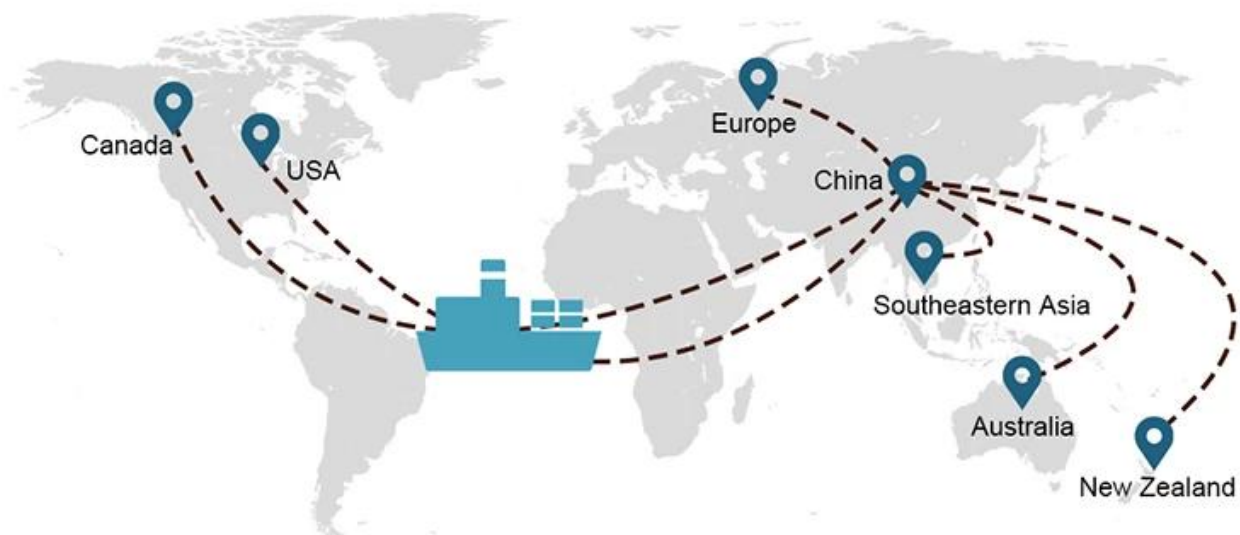 Canada
USA
Europe
China
Southeastern Asia
Australia
New Zealand